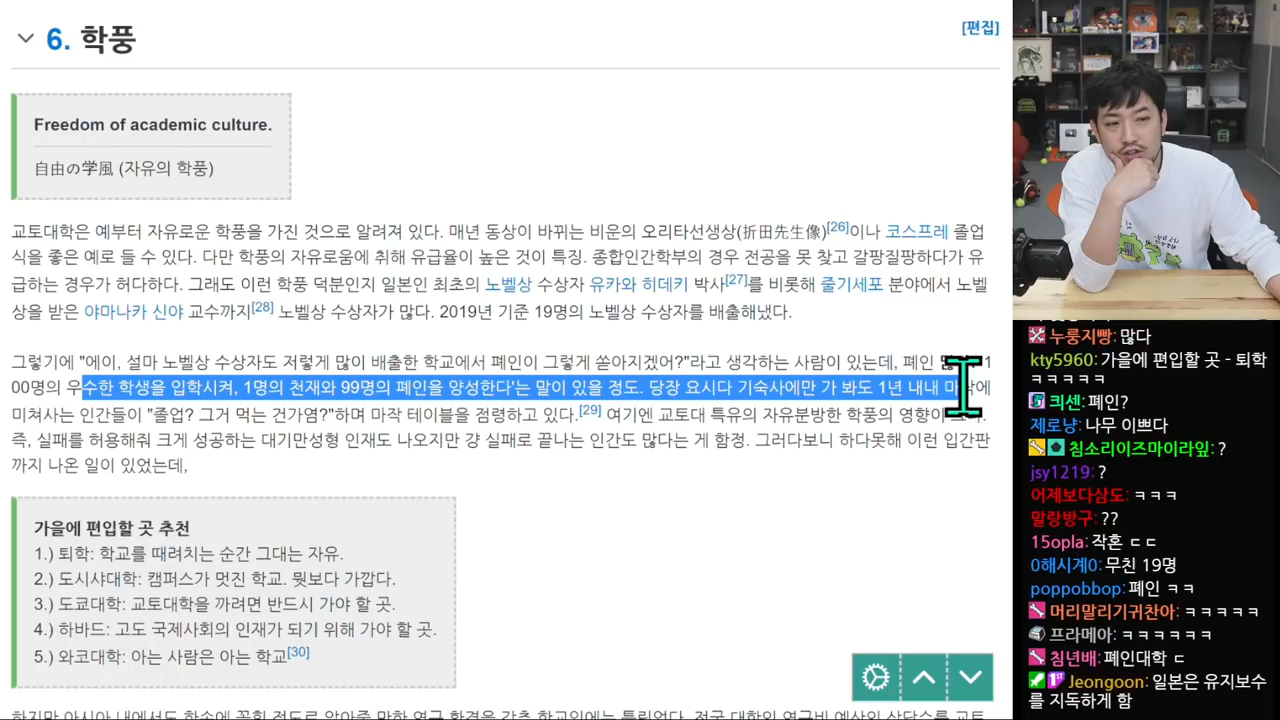 6. 학풍
[편집]
Freedom of academic culture.
自由の学風 (자유의 학풍)
교토대학은 예부터 자유로운 학풍을 가진 것으로 알려져 있다. 매년 동상이 바뀌는 비운의 오리타선생상(折田先生像)[26]이나 코스프레 졸업
식을 좋은 예로 들 수 있다. 다만 학풍의 자유로움에 취해 유급율이 높은 것이 특징. 종합인간학부의 경우 전공을 못 찾고 갈팡질팡하다가 유
급하는 경우가 허다하다. 그래도 이런 학풍 덕분인지 일본인 최초의 노벨상 수상자 유카와 히데키 박사[27]를 비롯해 줄기세포 분야에서 노벨
상을 받은 야마나카 신야 교수까지[28] 노벨상 수상자가 많다. 2019년 기준 19명의 노벨상 수상자를 배출해냈다.
그렇기에 "에이, 설마 노벨상 수상자도 저렇게 많이 배출한 학교에서 폐인이 그렇게 쏟아지겠어?"라고 생각하는 사람이 있는데, 폐인 1
00명의 우수한 학생을 입학시켜, 1명의 천재와 99명의 폐인을 양성한다'는 말이 있을 정도. 당장 요시다 기숙사에만 가 봐도 1년 내내 마작에
미쳐사는 인간들이 "졸업? 그거 먹는 건가염?"하며 마작 테이블을 점령하고 있다.[29] 여기엔 교토대 특유의 자유분방한 학풍의 영향이
즉, 실패를 허용해줘 크게 성공하는 대기만성형 인재도 나오지만 걍 실패로 끝나는 인간도 많다는 게 함정. 그러다보니 하다못해 이런 입간판
까지 나온 일이 있었는데,
가을에 편입할 곳 추천
1.) 퇴학: 학교를 때려치는 순간 그대는 자유.
2.) 도시샤대학: 캠퍼스가 멋진 학교. 뭣보다 가깝다.
3.) 도쿄대학: 교토대학을 까려면 반드시 가야 할 곳.
4.) 하바드: 고도 국제사회의 인재가 되기 위해 가야 할 곳.
5.) 와코대학: 아는 사람은 아는 학교[30]
누룽지빵: 많다
kty5960: 가을에 편입할 곳 - 퇴학
ㅋㅋㅋㅋㅋ
킈센: 폐인?
제로냥: 나무 이쁘다
침소리이즈마이라잎: ?
jsy1219: ?
어제보다삼도: ㅋㅋㅋ
말랑방구: ??
15opla: 작혼 ㄷㄷ
0해시계0: 무친 19명
poppobbop: 폐인 ㅋㅋ
머리말리기귀찬아: ㅋㅋㅋㅋㅋ
프라메아: ㅋㅋㅋㅋㅋㅋ
침년배: 폐인대학 ㄷ
Jeongoon: 일본은 유지보수
를 지독하게 함